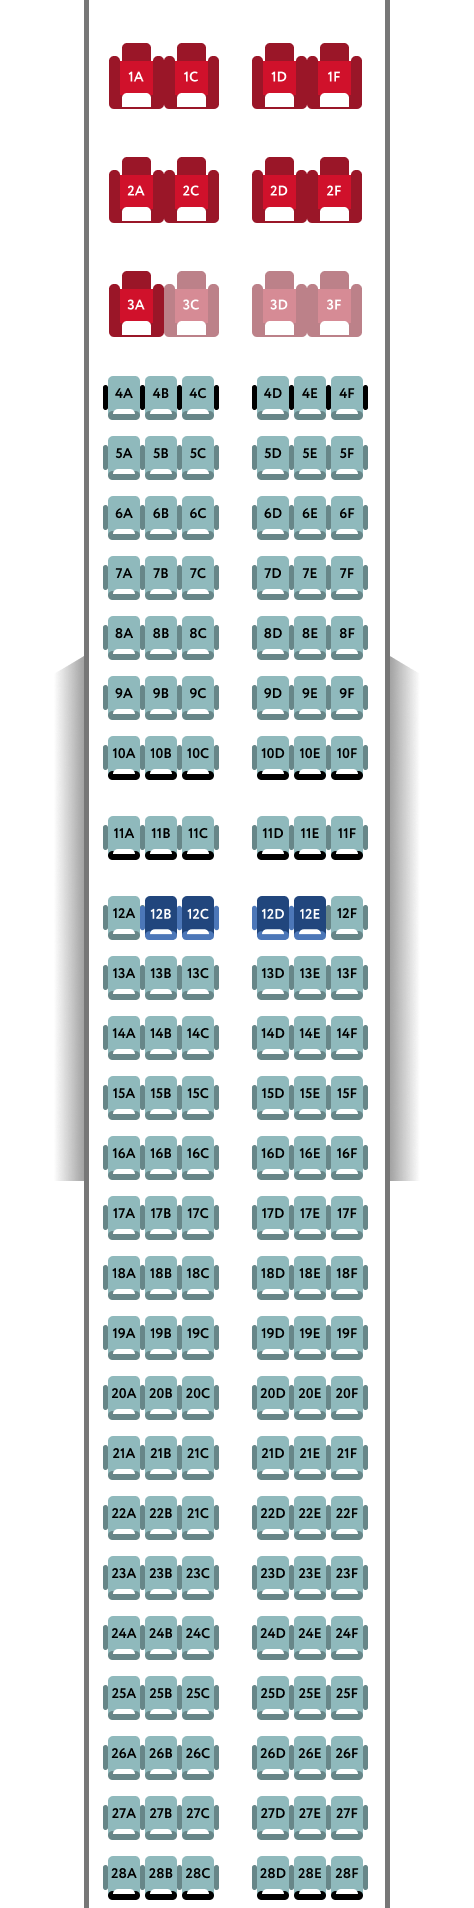 1A 1C 1D 1F
2A 2C 2D 2F
3A 3C 3D 3F
4A 4B 4C 4D 4E 4F
5A 5B 5C 5D 5E 5F
6A 6B 6C 6D 6E 6F
7A 7B 7C 7D 7E 7F
8A 8B 8C 8D 8E 8F
9A 9B 9C 9D 9E 9F
10A 10B 10C 10D 10E 10F
11A 11B 11C 11D 11E 11F
12A 12B 12C 12D 12E 12F
13A 13B 13C 13D 13E 13F
14A 14B 14C 14D 14E 14F
15A 15B 15C 15D 15E 15F
16A 16B 16C 16D 16E 16F
17A 17B 17C 17D 17E 17F
18A 18B 18C 18D 18E 18F
19A 19B 19C 19D 19E 19F
20A 20B 20C 20D 20E 20F
21A 21B 21C 21D 21E 21F
22A 22B 21C 22D 22E 22F
23A 23B 23C 23D 23E 23F
24A 24B 24C 24D 24E 24F
25A 25B 25C 25D 25E 25F
26A 26B 26C 26D 26E 26F
27A 27B 27C 27D 27E 27F
28A 28B 28C 28D 28E 28F